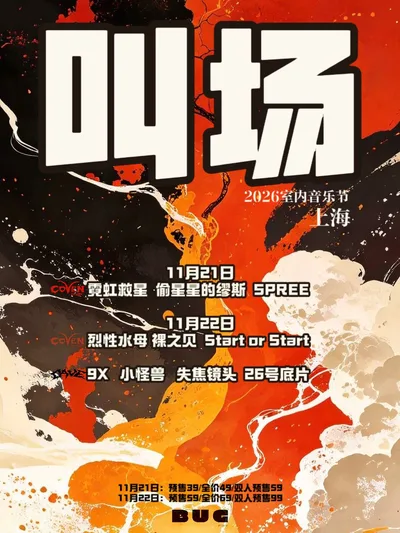 叫场
2026室内音乐节
上海
11月21日
COVEN 霓虹救星 偷星星的缪斯 SPREE
11月22日
COVEN 烈性水母 裸之贝 Start or Start
9X 小怪兽 失焦镜头 26号底片
11月21日：预售39/全价49/双人预售59
11月22日：预售59/全价69/双人预售99
BUG